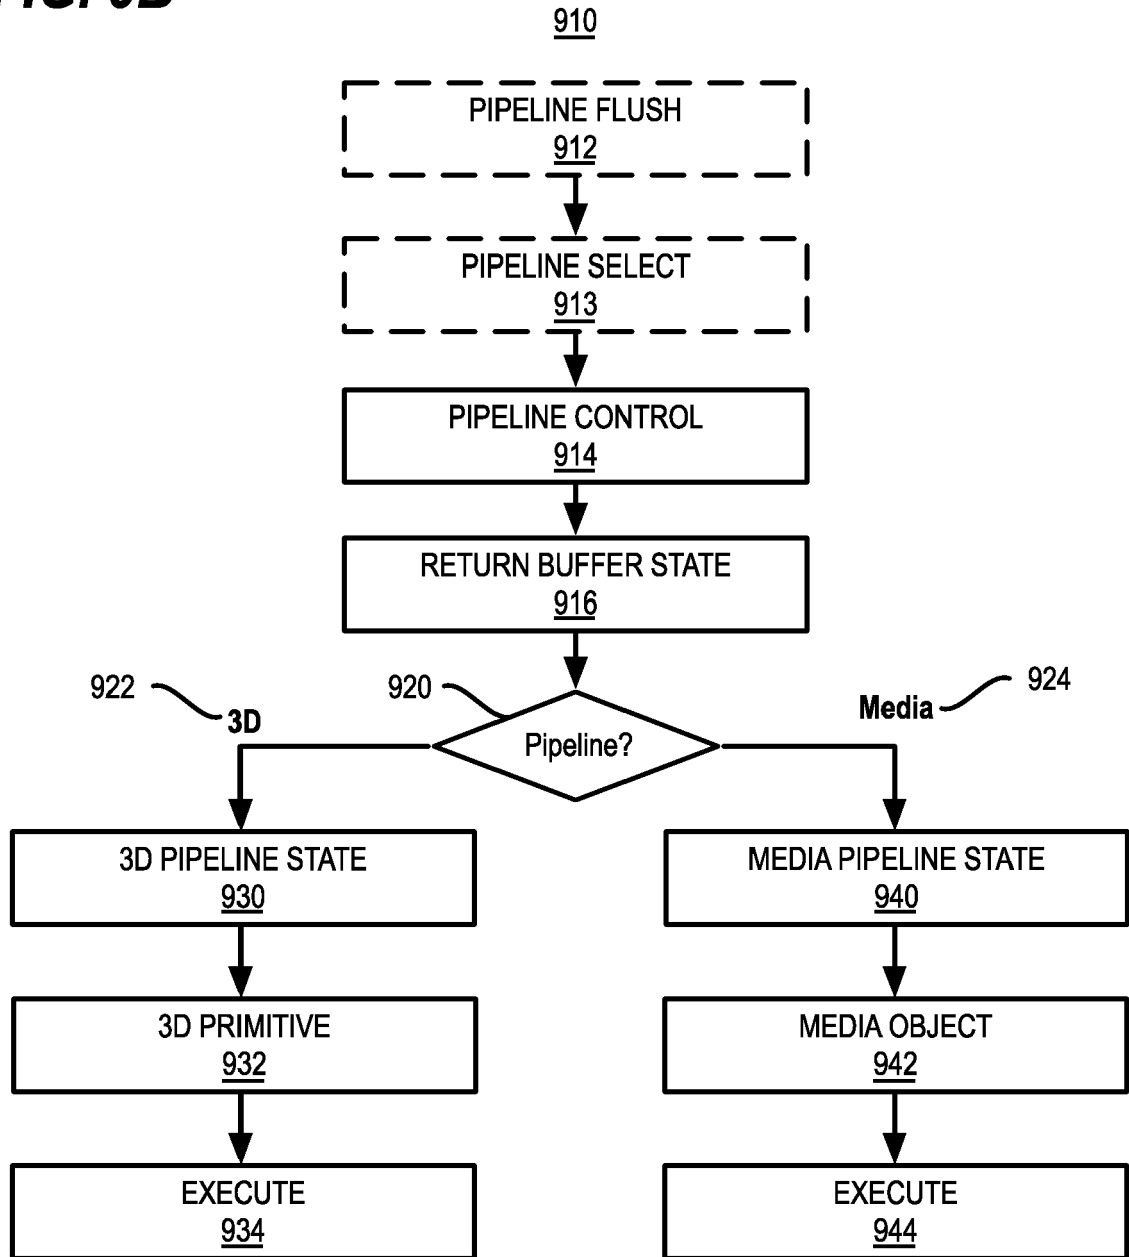 910
PIPELINE FLUSH
912
PIPELINE SELECT
913
PIPELINE CONTROL
914
RETURN BUFFER STATE
916
922
3D
920
Pipeline?
Media
924
3D PIPELINE STATE
930
MEDIA PIPELINE STATE
940
3D PRIMITIVE
932
MEDIA OBJECT
942
EXECUTE
934
EXECUTE
944